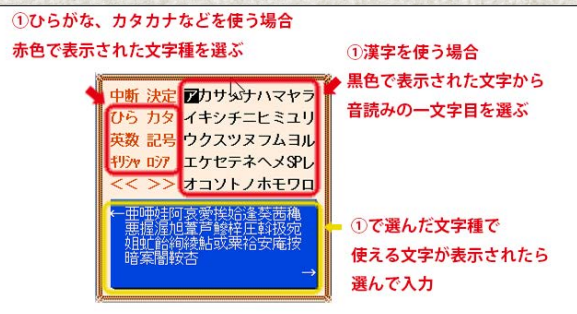 ①ひらがな、カタカナなどを使う場合
赤色で表示された文字種を選ぶ
①漢字を使う場合
黒色で表示された文字から
音読みの一文字目を選ぶ
中断 決定 アカサタナハマヤラ
ひら カタ イキシチニヒミユリ
英数 記号 ウクスツヌフムヨル
ｷﾘｼｬ ﾛｼｱ エケセテネヘメSPレ
<< >> オコソトノホモワロ
←亜唖娃阿哀愛挨姶逢葵茜穐
悪握渥旭葦芦鯵梓圧斡扱宛
姐虻飴絢綾鮎或粟袷安庵按
暗案闇鞍杏
→
①で選んだ文字種で
使える文字が表示されたら
選んで入力